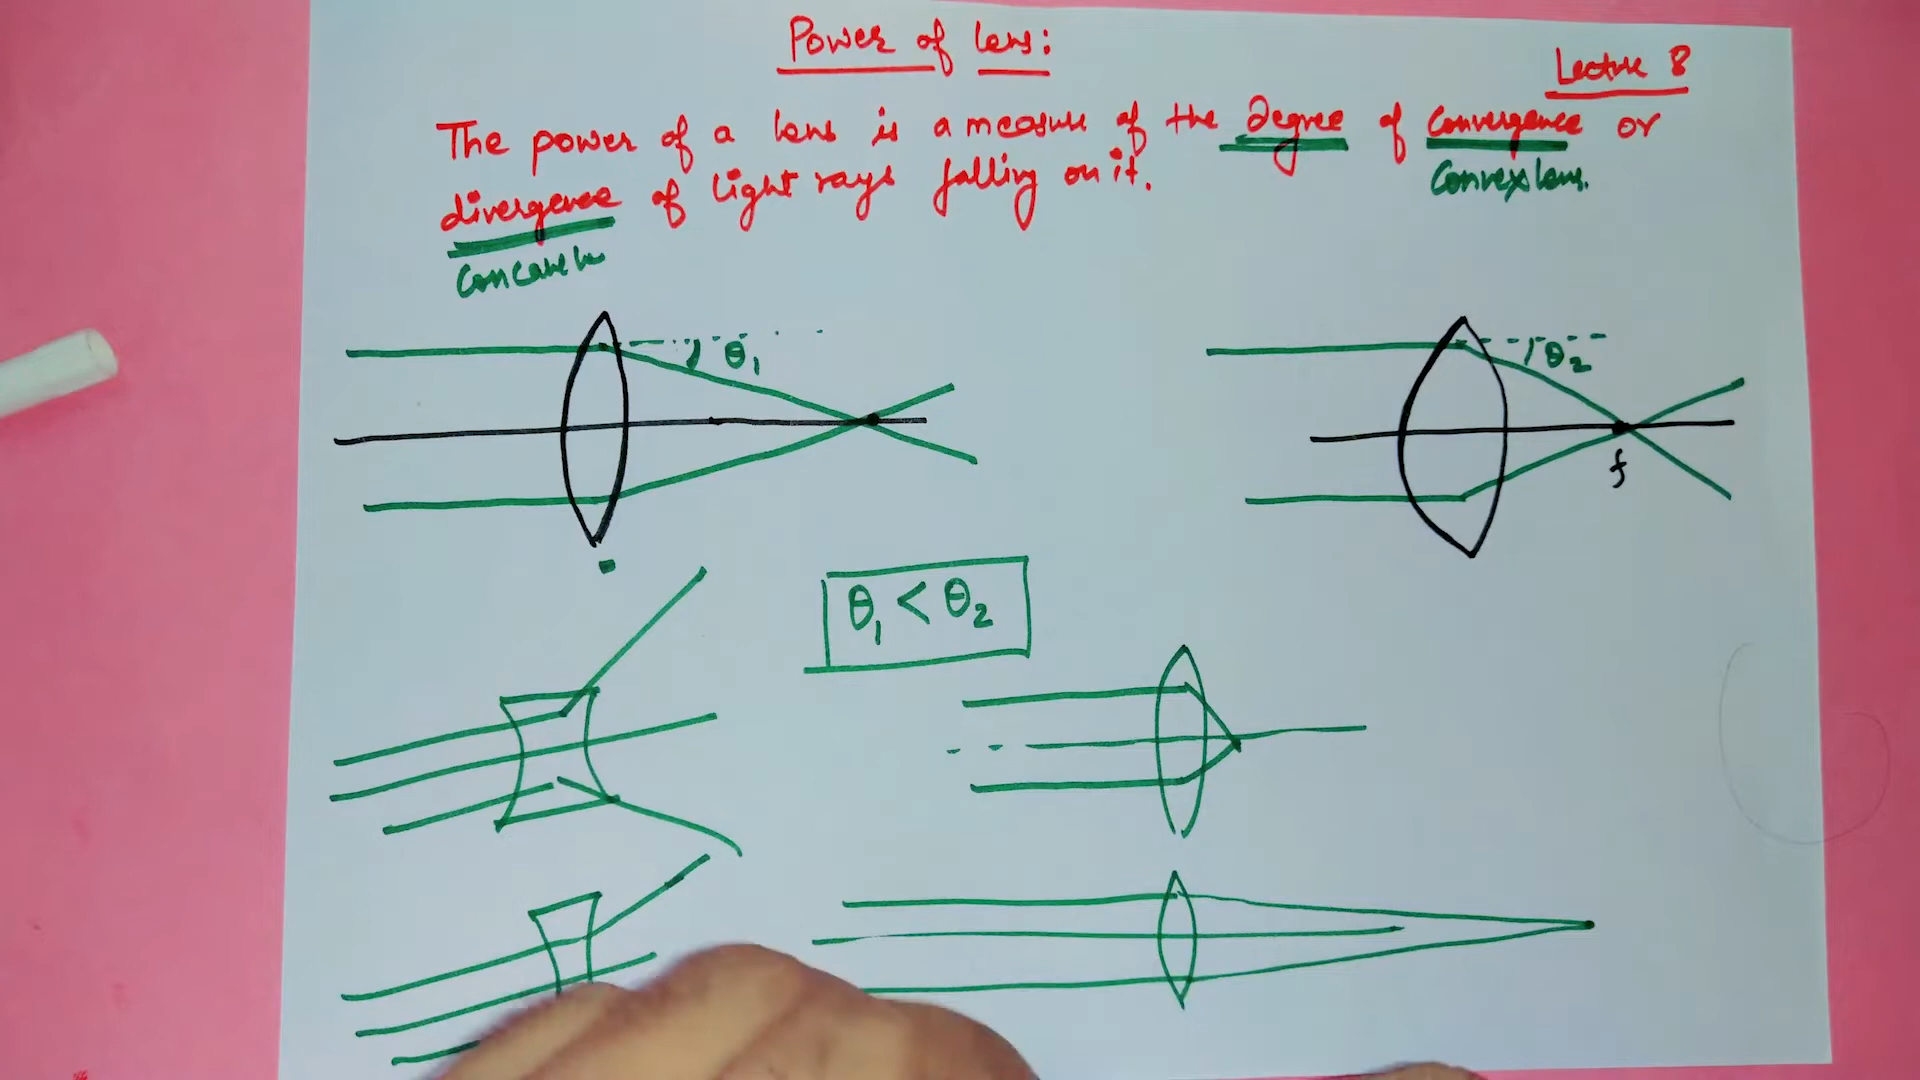 Power of lens:
Lecture 8
The power of a lens is a measure of the degree of convergence or
Convex lens.
divergence of light rays falling on it.
Concave
θ₁
θ₂
f
θ₁ < θ₂